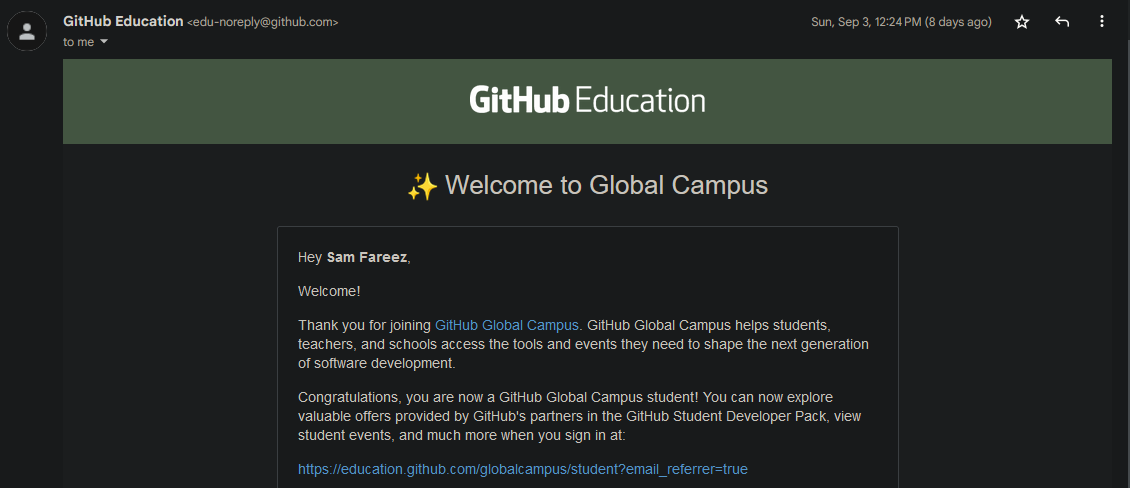 GitHub Education <edu-noreply@github.com>
Sun, Sep 3, 12:24 PM (8 days ago)
to me
GitHub Education
✨ Welcome to Global Campus
Hey Sam Fareez,
Welcome!
Thank you for joining GitHub Global Campus. GitHub Global Campus helps students,
teachers, and schools access the tools and events they need to shape the next generation
of software development.
Congratulations, you are now a GitHub Global Campus student! You can now explore
valuable offers provided by GitHub's partners in the GitHub Student Developer Pack, view
student events, and much more when you sign in at:
https://education.github.com/globalcampus/student?email_referrer=true